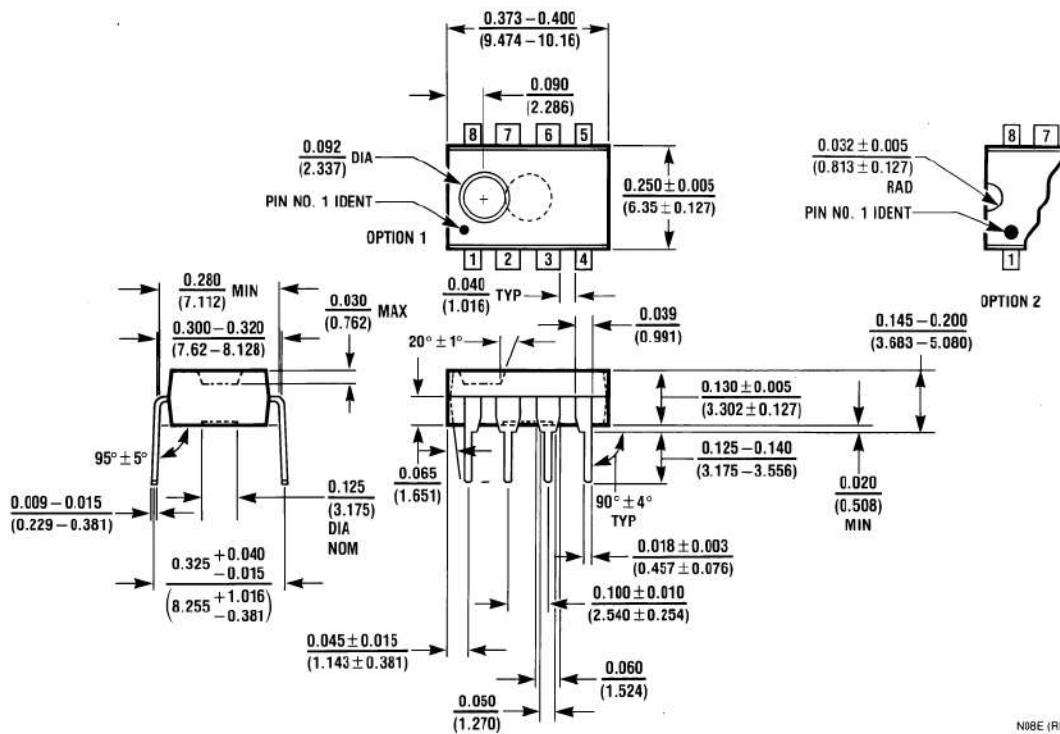 0.373 – 0.400
(9.474 – 10.16)
0.090
(2.286)
8 7 6 5
0.092 DIA
(2.337)
PIN NO. 1 IDENT
OPTION 1
1 2 3 4
0.250 ± 0.005
(6.35 ± 0.127)
8 7
0.032 ± 0.005
(0.813 ± 0.127)
RAD
PIN NO. 1 IDENT
1
OPTION 2
0.280 MIN
(7.112)
0.300 – 0.320
(7.62 – 8.128)
0.030 MAX
(0.762)
0.040 TYP
(1.016)
20° ± 1°
0.039
(0.991)
0.145 – 0.200
(3.683 – 5.080)
0.130 ± 0.005
(3.302 ± 0.127)
0.125 – 0.140
(3.175 – 3.556)
0.020
(0.508)
MIN
95° ± 5°
0.009 – 0.015
(0.229 – 0.381)
0.125
(3.175)
DIA
NOM
0.065
(1.651)
90° ± 4°
TYP
0.018 ± 0.003
(0.457 ± 0.076)
0.325 +0.040 −0.015
(8.255 +1.016 −0.381)
0.100 ± 0.010
(2.540 ± 0.254)
0.045 ± 0.015
(1.143 ± 0.381)
0.060
(1.524)
0.050
(1.270)
N08E